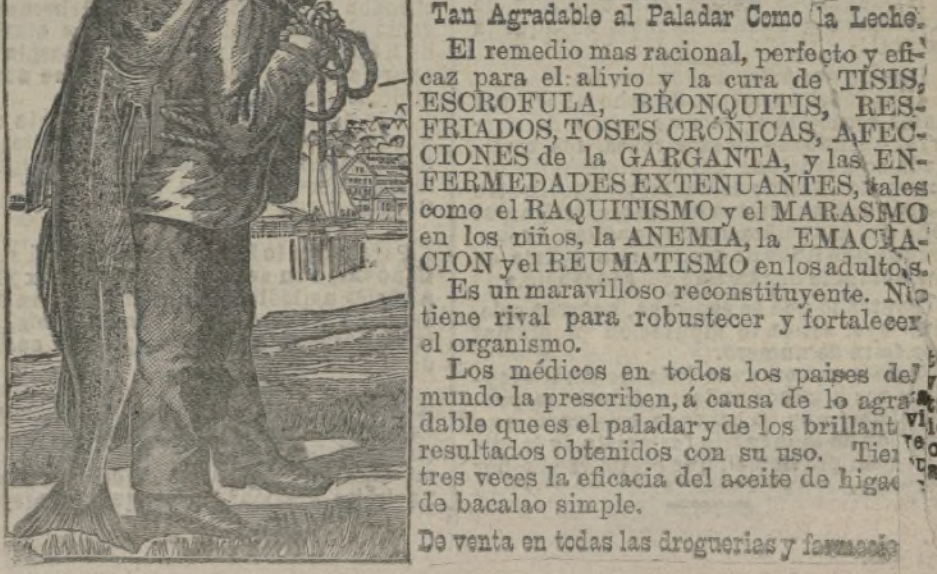 Tan Agradable al Paladar Como la Leche.
El remedio mas racional, perfecto y efi-
caz para el alivio y la cura de TISIS,
ESCROFULA, BRONQUITIS, RES-
FRIADOS, TOSES CRÓNICAS, AFEC-
CIONES de la GARGANTA, y las EN-
FERMEDADES EXTENUANTES, tales
como el RAQUITISMO y el MARASMO
en los niños, la ANEMIA, la EMACIA-
CION y el REUMATISMO en los adultos.
Es un maravilloso reconstituyente. No
tiene rival para robustecer y fortalecer
el organismo.
Los médicos en todos los paises del
mundo la prescriben, á causa de lo agra
dable que es el paladar y de los brillant
resultados obtenidos con su uso. Tie
tres veces la eficacia del aceite de higa
de bacalao simple.
De venta en todas las droguerias y farmacia